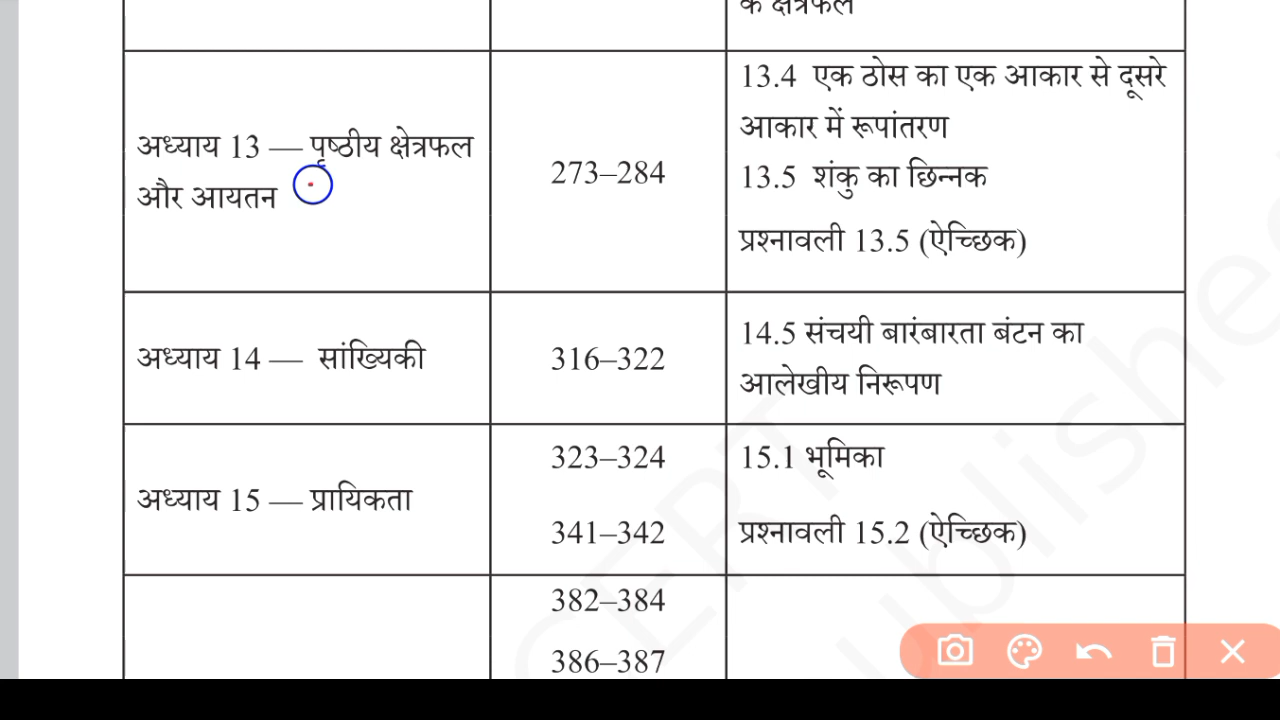 क क्षेत्रफल
अध्याय 13 — पृष्ठीय क्षेत्रफल
और आयतन
273–284
13.4 एक ठोस का एक आकार से दूसरे
आकार में रूपांतरण
13.5 शंकु का छिन्नक
प्रश्नावली 13.5 (ऐच्छिक)
अध्याय 14 — सांख्यिकी
316–322
14.5 संचयी बारंबारता बंटन का
आलेखीय निरूपण
अध्याय 15 — प्रायिकता
323–324
341–342
15.1 भूमिका
प्रश्नावली 15.2 (ऐच्छिक)
382–384
386–387